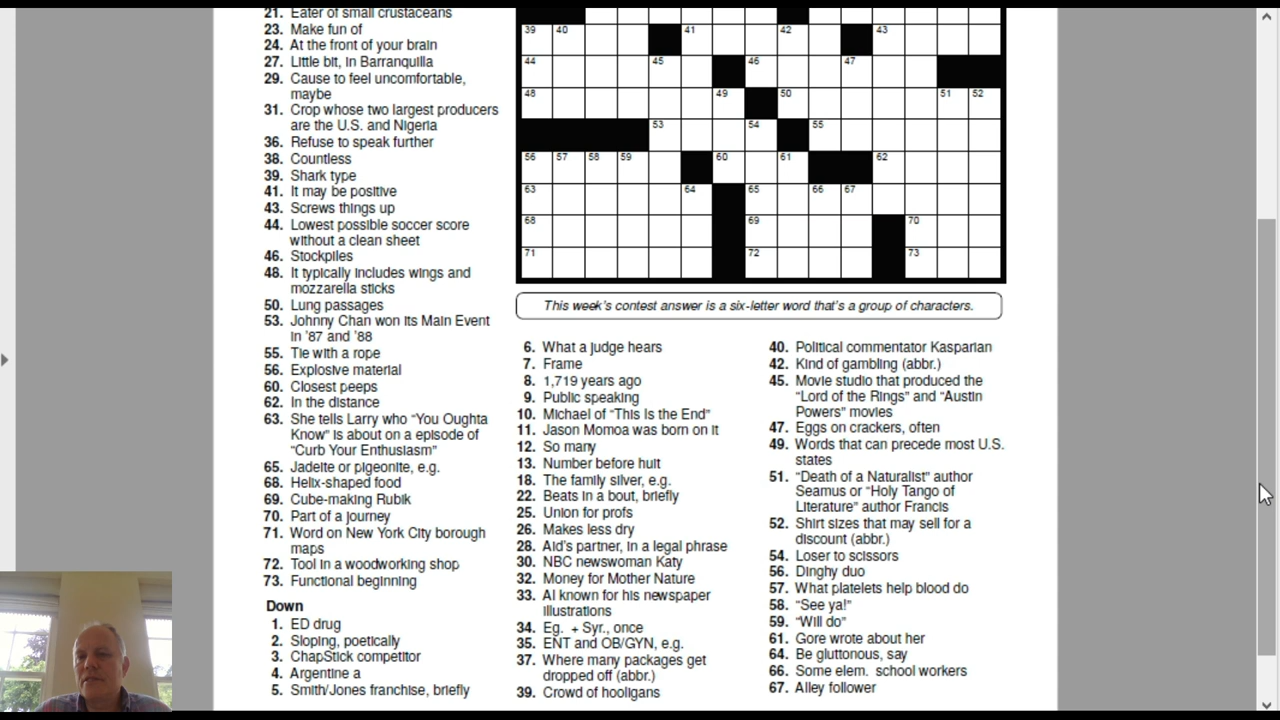 21. Eater of small crustaceans
23. Make fun of
24. At the front of your brain
27. Little bit, in Barranquilla
29. Cause to feel uncomfortable,
maybe
31. Crop whose two largest producers
are the U.S. and Nigeria
36. Refuse to speak further
38. Countless
39. Shark type
41. It may be positive
43. Screws things up
44. Lowest possible soccer score
without a clean sheet
46. Stockpiles
48. It typically includes wings and
mozzarella sticks
50. Lung passages
53. Johnny Chan won its Main Event
in '87 and '88
55. Tie with a rope
56. Explosive material
60. Closest peeps
62. In the distance
63. She tells Larry who "You Oughta
Know" is about on a episode of
"Curb Your Enthusiasm"
65. Jadeite or pigeonite, e.g.
68. Helix-shaped food
69. Cube-making Rubik
70. Part of a journey
71. Word on New York City borough
maps
72. Tool in a woodworking shop
73. Functional beginning
Down
1. ED drug
2. Sloping, poetically
3. ChapStick competitor
4. Argentine a
5. Smith/Jones franchise, briefly
39 40 41 42 43
44 45 46 47
48 49 50 51 52
53 54 55
56 57 58 59 60 61 62
63 64 65 66 67
68 69 70
71 72 73
This week's contest answer is a six-letter word that's a group of characters.
6. What a judge hears
7. Frame
8. 1,719 years ago
9. Public speaking
10. Michael of "This Is the End"
11. Jason Momoa was born on it
12. So many
13. Number before hut
18. The family silver, e.g.
22. Beats in a bout, briefly
25. Union for profs
26. Makes less dry
28. Aid's partner, in a legal phrase
30. NBC newswoman Katy
32. Money for Mother Nature
33. Al known for his newspaper
illustrations
34. Eg. + Syr., once
35. ENT and OB/GYN, e.g.
37. Where many packages get
dropped off (abbr.)
39. Crowd of hooligans
40. Political commentator Kasparian
42. Kind of gambling (abbr.)
45. Movie studio that produced the
"Lord of the Rings" and "Austin
Powers" movies
47. Eggs on crackers, often
49. Words that can precede most U.S.
states
51. "Death of a Naturalist" author
Seamus or "Holy Tango of
Literature" author Francis
52. Shirt sizes that may sell for a
discount (abbr.)
54. Loser to scissors
56. Dinghy duo
57. What platelets help blood do
58. "See ya!"
59. "Will do"
61. Gore wrote about her
64. Be gluttonous, say
66. Some elem. school workers
67. Alley follower